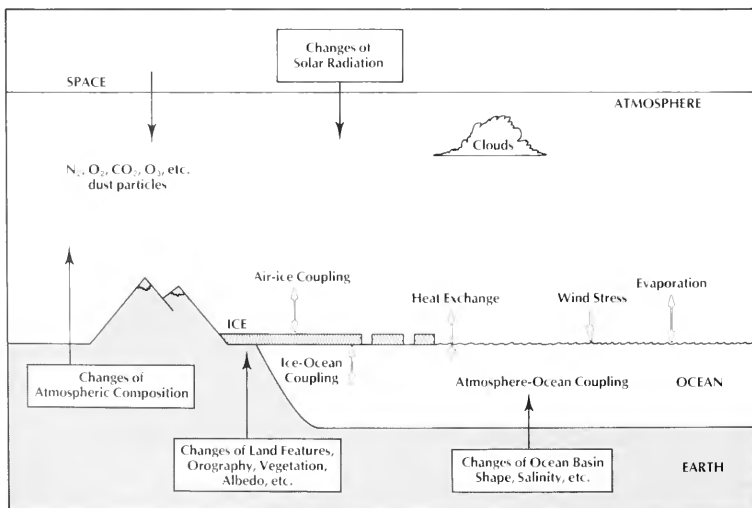 Changes of
Solar Radiation
SPACE
ATMOSPHERE
Clouds
N₂, O₂, CO₂, O₃, etc.
dust particles
Air-ice Coupling
Heat Exchange
Wind Stress
Evaporation
ICE
Ice-Ocean
Coupling
Changes of
Atmospheric Composition
Atmosphere-Ocean Coupling
OCEAN
Changes of Land Features,
Orography, Vegetation,
Albedo, etc.
Changes of Ocean Basin
Shape, Salinity, etc.
EARTH